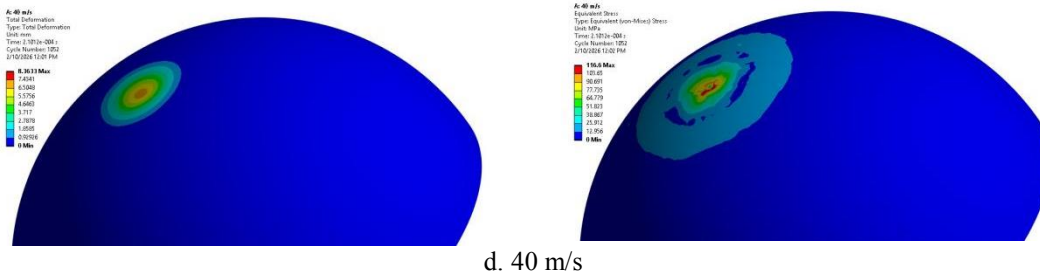 A: 40 m/s
Total Deformation
Type: Total Deformation
Unit: mm
Time: 2.1812e-004 s
Cycle Number: 1052
2/10/2026 12:01 PM
8.3633 Max
7.4341
6.5048
5.5756
4.6463
3.717
2.7878
1.8585
0.92926
0 Min
A: 40 m/s
Equivalent Stress
Type: Equivalent (von-Mises) Stress
Unit: MPa
Time: 2.1812e-004 s
Cycle Number: 1052
2/10/2026 12:02 PM
116.6 Max
103.65
90.691
77.735
64.779
51.823
38.867
25.912
12.956
0 Min
d. 40 m/s